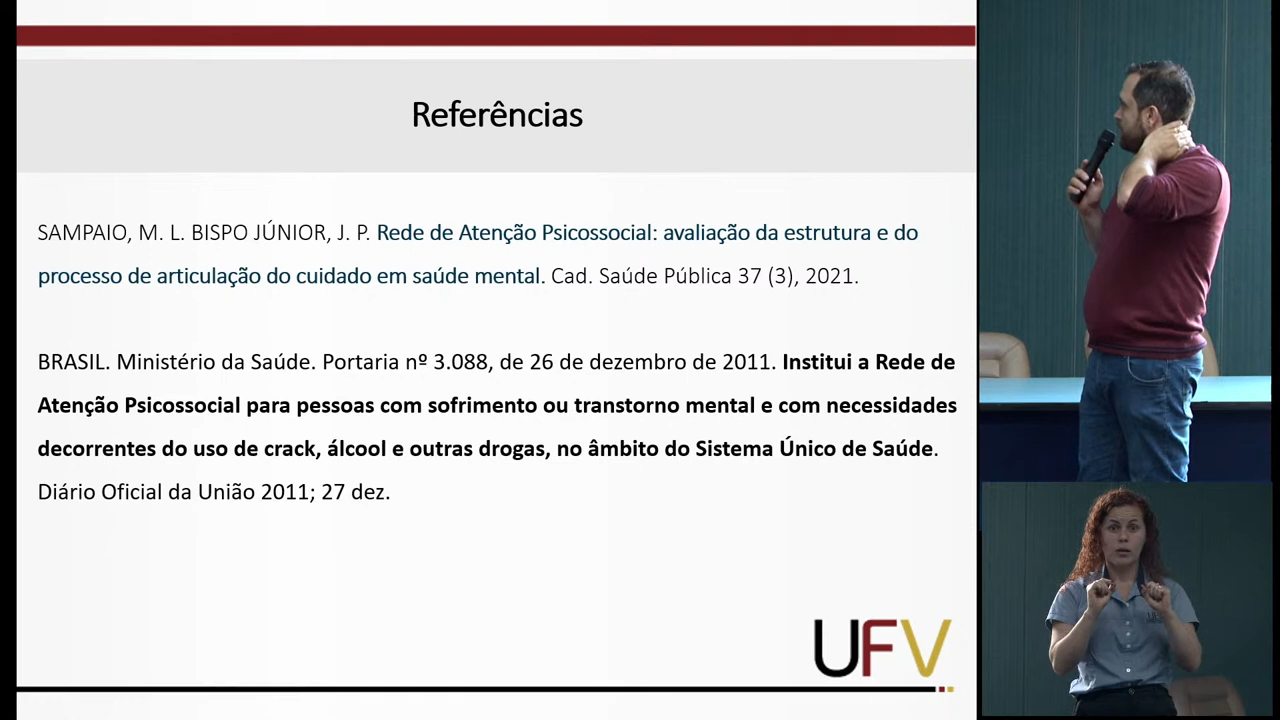 Referências
SAMPAIO, M. L. BISPO JÚNIOR, J. P. Rede de Atenção Psicossocial: avaliação da estrutura e do
processo de articulação do cuidado em saúde mental. Cad. Saúde Pública 37 (3), 2021.
BRASIL. Ministério da Saúde. Portaria nº 3.088, de 26 de dezembro de 2011. Institui a Rede de
Atenção Psicossocial para pessoas com sofrimento ou transtorno mental e com necessidades
decorrentes do uso de crack, álcool e outras drogas, no âmbito do Sistema Único de Saúde.
Diário Oficial da União 2011; 27 dez.
UFV